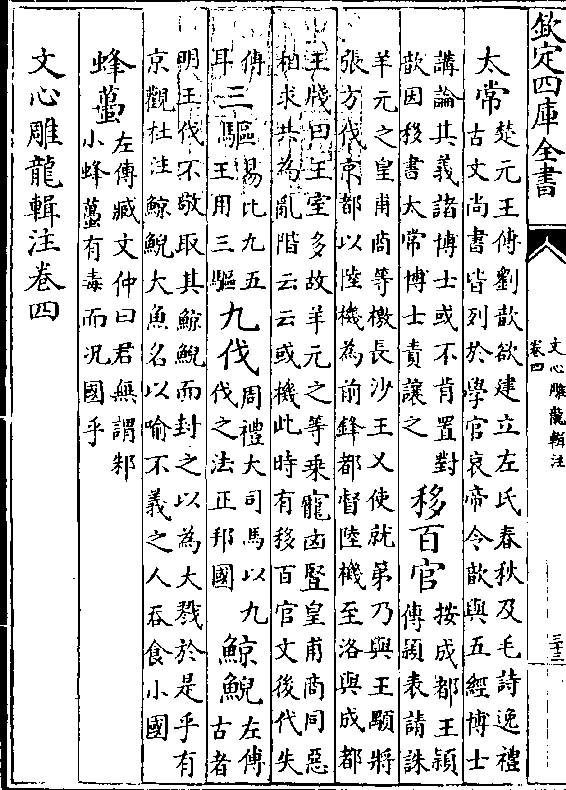 欽定四庫全書
文心雕龍輯注
卷四
三十三
太常
楚元王傳劉歆欲建立左氏春秋及毛詩逸禮
古文尚書皆列於學官哀帝令歆與五經博士
講論其義諸博士或不肯置對
歆因移書太常博士責讓之
移百官
按成都王穎
傳穎表請誅
羊元之皇甫商等檄長沙王乂使就第乃與王顒將
張方伐京都以陸機為前鋒都督陸機至洛與成都
王牋曰王室多故羊元之等乘寵凶豎皇甫商同惡
相求共為亂階云云或機此時有移百官文後代失
傳
耳
三驅
易比九五
王用三驅
九伐
周禮大司馬以九
伐之法正邦國
鯨鯢
左傳
古者
明王伐不敬取其鯨鯢而封之以為大戮於是乎有
京觀杜注鯨鯢大魚名以喻不義之人吞食小國
蜂蠆
左傳臧文仲曰君無謂邾
小蜂蠆有毒而況國乎
文心雕龍輯注卷四